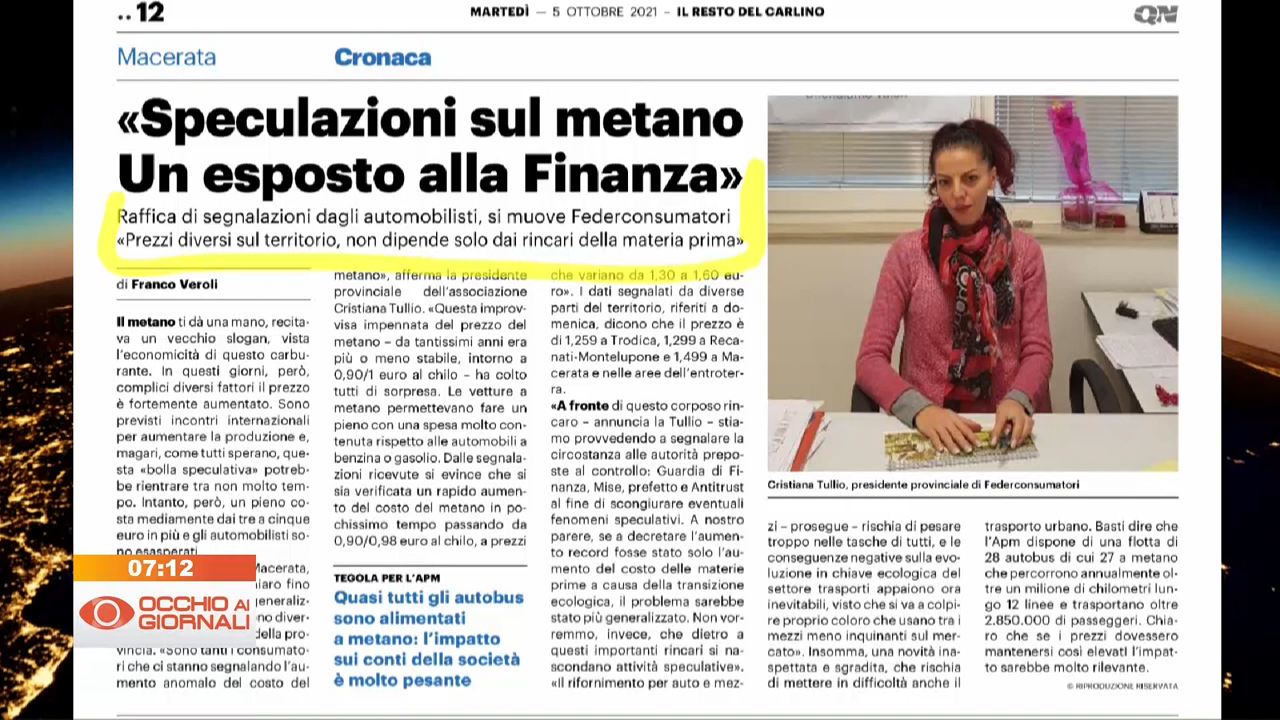 .. 12
MARTEDÌ — 5 OTTOBRE 2021 – IL RESTO DEL CARLINO
QN
Macerata
Cronaca
«Speculazioni sul metano
Un esposto alla Finanza»
Raffica di segnalazioni dagli automobilisti, si muove Federconsumatori
«Prezzi diversi sul territorio, non dipende solo dai rincari della materia prima»
di Franco Veroli
Il metano ti dà una mano, recita-
va un vecchio slogan, vista
l'economicità di questo carbu-
rante. In questi giorni, però,
complici diversi fattori il prezzo
è fortemente aumentato. Sono
previsti incontri internazionali
per aumentare la produzione e,
magari, come tutti sperano, que-
sta «bolla speculativa» potreb-
be rientrare tra non molto tem-
po. Intanto, però, un pieno co-
sta mediamente dai tre a cinque
euro in più e gli automobilisti so-
no esasperati.
Macerata,
fino
della pro-
vincia. «Sono tanti i consumato-
ri che ci stanno segnalando l'au-
mento anomalo del costo del
metano», afferma la presidente
provinciale dell'associazione
Cristiana Tullio. «Questa improv-
visa impennata del prezzo del
metano – da tantissimi anni era
più o meno stabile, intorno a
0,90/1 euro al chilo – ha colto
tutti di sorpresa. Le vetture a
metano permettevano fare un
pieno con una spesa molto con-
tenuta rispetto alle automobili a
benzina o gasolio. Dalle segnala-
zioni ricevute si evince che si
sia verificata un rapido aumen-
to del costo del metano in po-
chissimo tempo passando da
0,90/0,98 euro al chilo, a prezzi
TEGOLA PER L'APM
Quasi tutti gli autobus
sono alimentati
a metano: l'impatto
sui conti della società
è molto pesante
che variano da 1,30 a 1,60 eu-
ro». I dati segnalati da diverse
parti del territorio, riferiti a do-
menica, dicono che il prezzo è
di 1,259 a Trodica, 1,299 a Reca-
nati-Montelupone e 1,499 a Ma-
cerata e nelle aree dell'entroter-
ra.
«A fronte di questo corposo rin-
caro – annuncia la Tullio – stia-
mo provvedendo a segnalare la
circostanza alle autorità prepo-
ste al controllo: Guardia di Fi-
nanza, Mise, prefetto e Antitrust
al fine di scongiurare eventuali
fenomeni speculativi. A nostro
parere, se a decretare l'aumen-
to record fosse stato solo l'au-
mento del costo delle materie
prime a causa della transizione
ecologica, il problema sarebbe
stato più generalizzato. Non vor-
remmo, invece, che dietro a
questi importanti rincari si na-
scondano attività speculative».
«Il rifornimento per auto e mez-
Cristiana Tullio, presidente provinciale di Federconsumatori
zi – prosegue – rischia di pesare
troppo nelle tasche di tutti, e le
conseguenze negative sulla evo-
luzione in chiave ecologica del
settore trasporti appaiono ora
inevitabili, visto che si va a colpi-
re proprio coloro che usano tra i
mezzi meno inquinanti sul mer-
cato». Insomma, una novità ina-
spettata e sgradita, che rischia
di mettere in difficoltà anche il
trasporto urbano. Basti dire che
l'Apm dispone di una flotta di
28 autobus di cui 27 a metano
che percorrono annualmente ol-
tre un milione di chilometri lun-
go 12 linee e trasportano oltre
2.850.000 di passeggeri. Chia-
ro che se i prezzi dovessero
mantenersi così elevati l'impat-
to sarebbe molto rilevante.
© RIPRODUZIONE RISERVATA
07:12
OCCHIO AI
GIORNALI